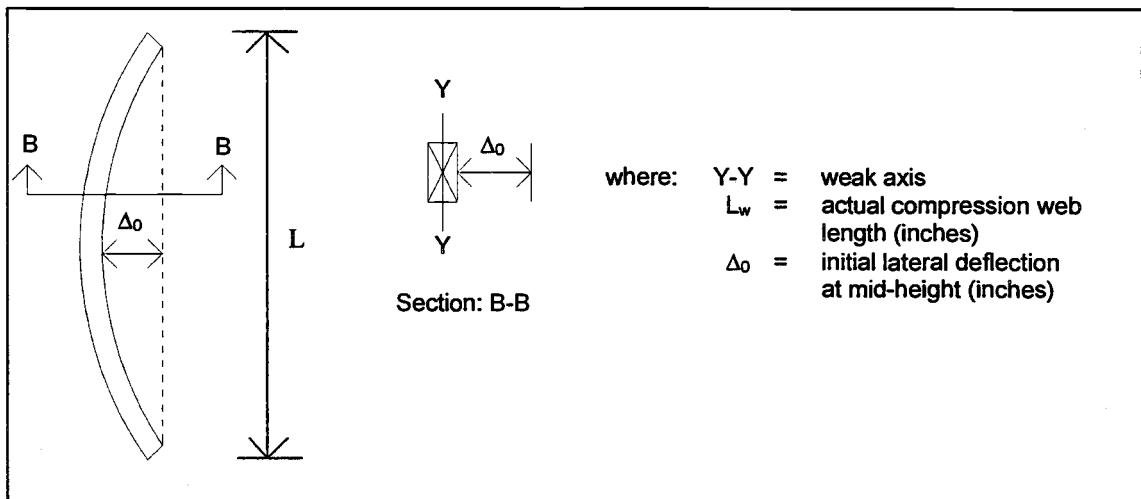 B B
Δ₀
L
Y
Δ₀
Y
Section: B-B
where: Y-Y = weak axis
L_w = actual compression web
length (inches)
Δ₀ = initial lateral deflection
at mid-height (inches)